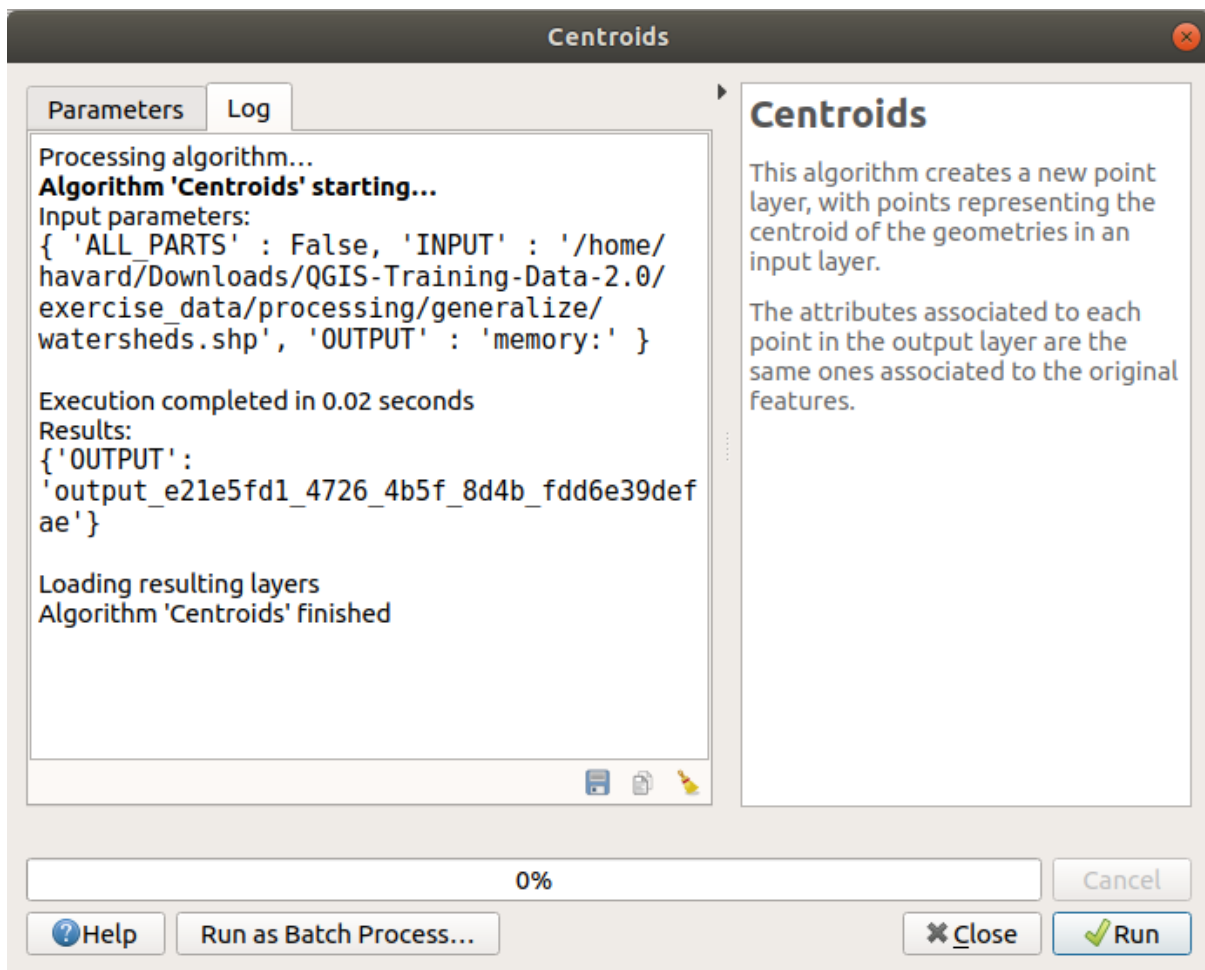 Centroids
Parameters
Log
Processing algorithm…
Algorithm 'Centroids' starting…
Input parameters:
{ 'ALL_PARTS' : False, 'INPUT' : '/home/
havard/Downloads/QGIS-Training-Data-2.0/
exercise_data/processing/generalize/
watersheds.shp', 'OUTPUT' : 'memory:' }
Execution completed in 0.02 seconds
Results:
{'OUTPUT':
'output_e21e5fd1_4726_4b5f_8d4b_fdd6e39def
ae'}
Loading resulting layers
Algorithm 'Centroids' finished
Centroids
This algorithm creates a new point
layer, with points representing the
centroid of the geometries in an
input layer.
The attributes associated to each
point in the output layer are the
same ones associated to the original
features.
0%
Cancel
Help
Run as Batch Process…
Close
Run